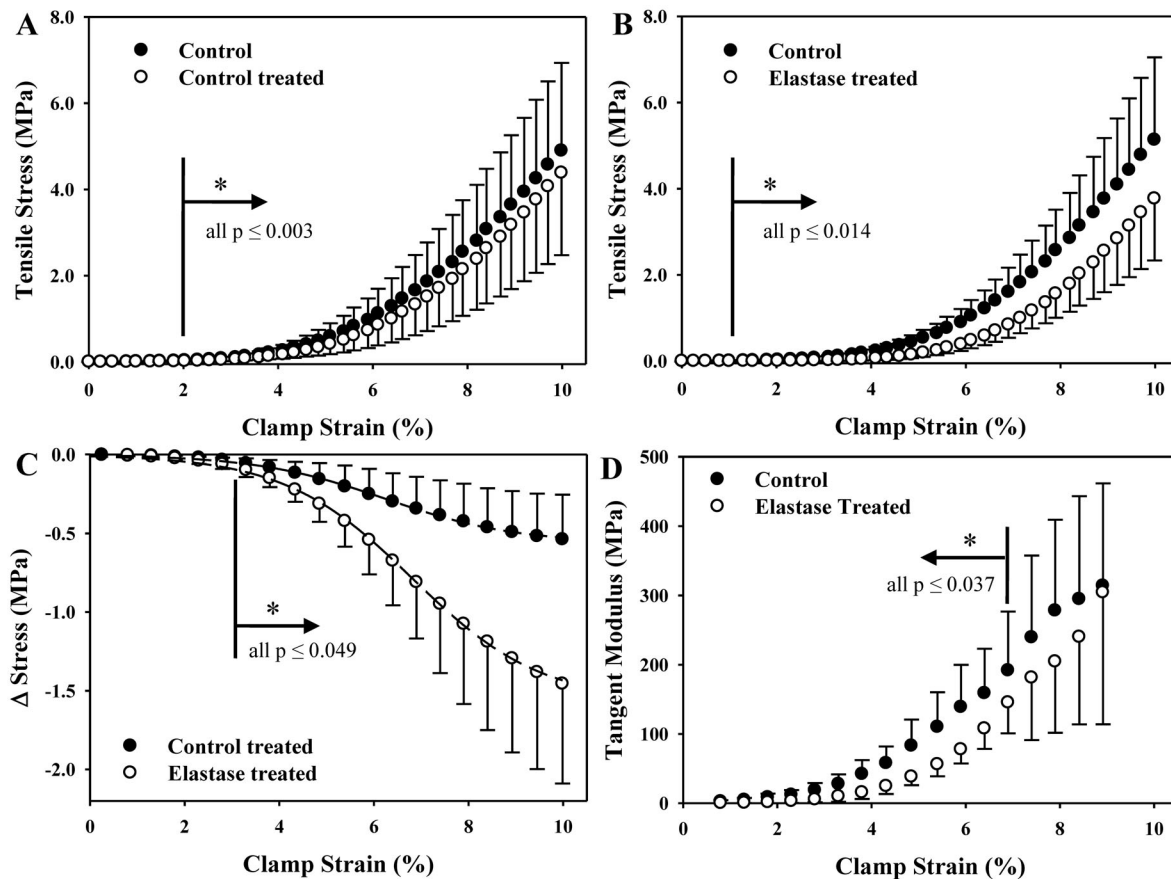 A
8.0
6.0
4.0
2.0
0.0
Tensile Stress (MPa)
Control
Control treated
*
all p ≤ 0.003
0 2 4 6 8 10
Clamp Strain (%)
B
8.0
6.0
4.0
2.0
0.0
Tensile Stress (MPa)
Control
Elastase treated
*
all p ≤ 0.014
0 2 4 6 8 10
Clamp Strain (%)
C
0.0
-0.5
-1.0
-1.5
-2.0
Δ Stress (MPa)
*
all p ≤ 0.049
Control treated
Elastase treated
0 2 4 6 8 10
Clamp Strain (%)
D
500
400
300
200
100
0
Tangent Modulus (MPa)
Control
Elastase Treated
*
all p ≤ 0.037
0 2 4 6 8 10
Clamp Strain (%)